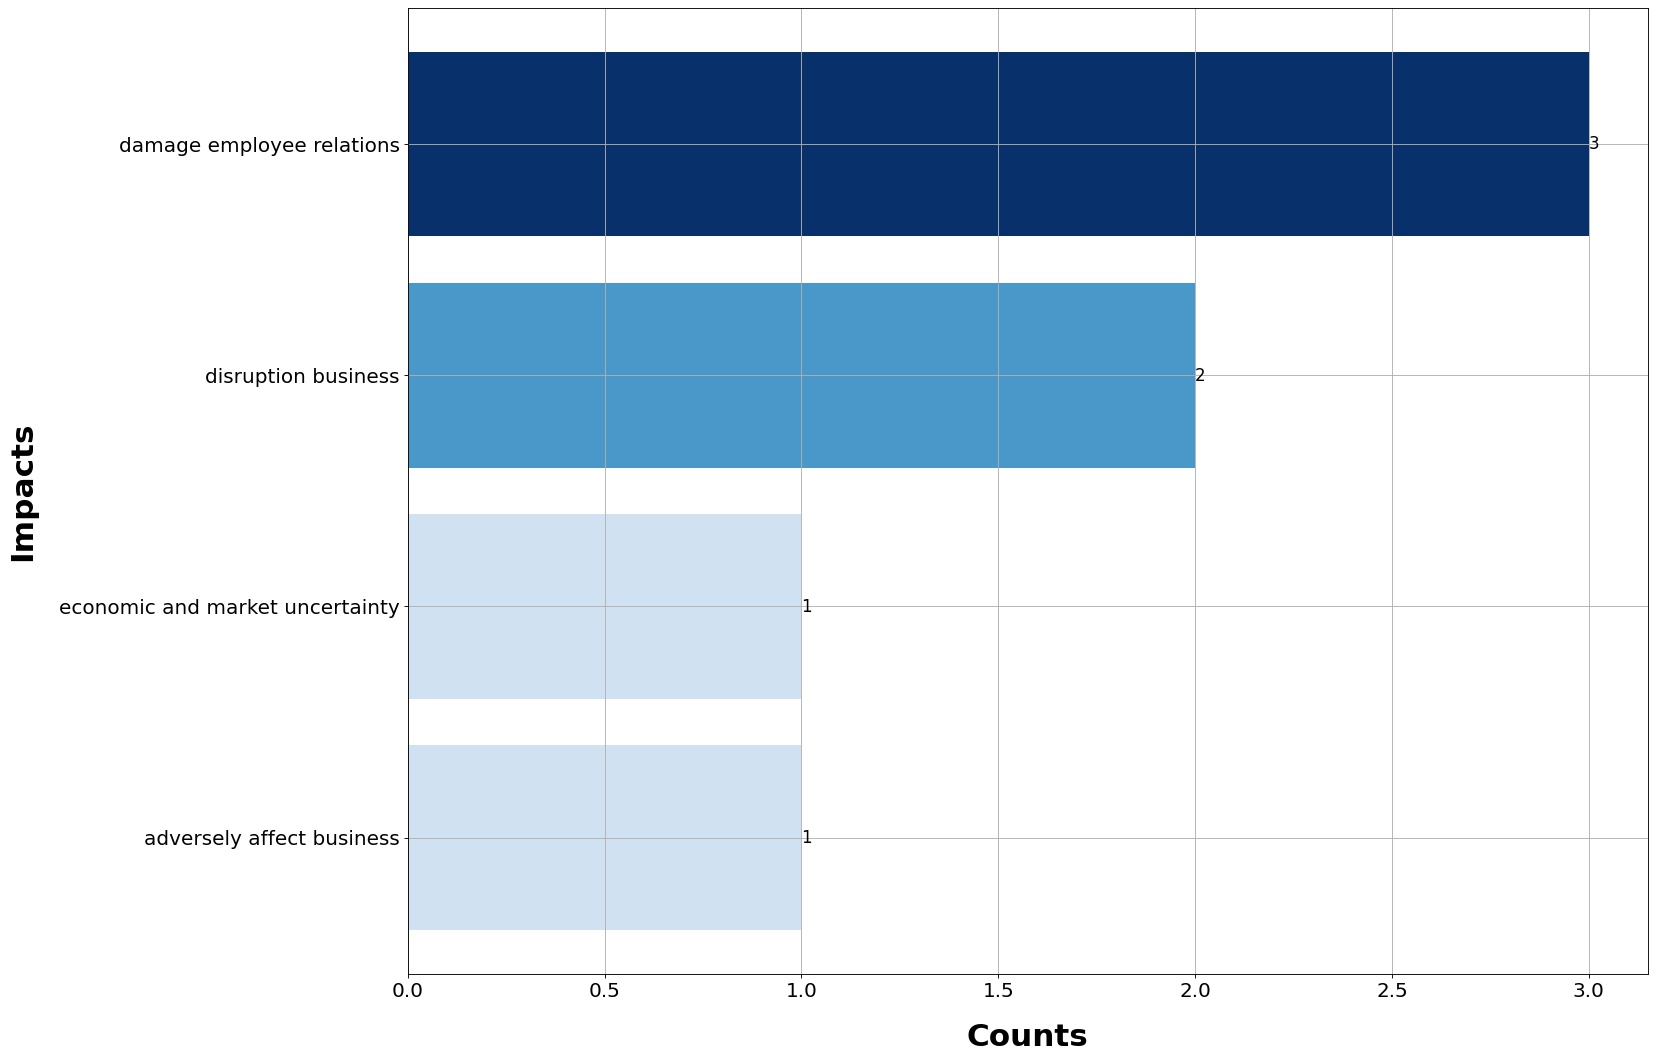 damage employee relations
3
disruption business
2
economic and market uncertainty
1
adversely affect business
1
Impacts
0.0 0.5 1.0 1.5 2.0 2.5 3.0
Counts